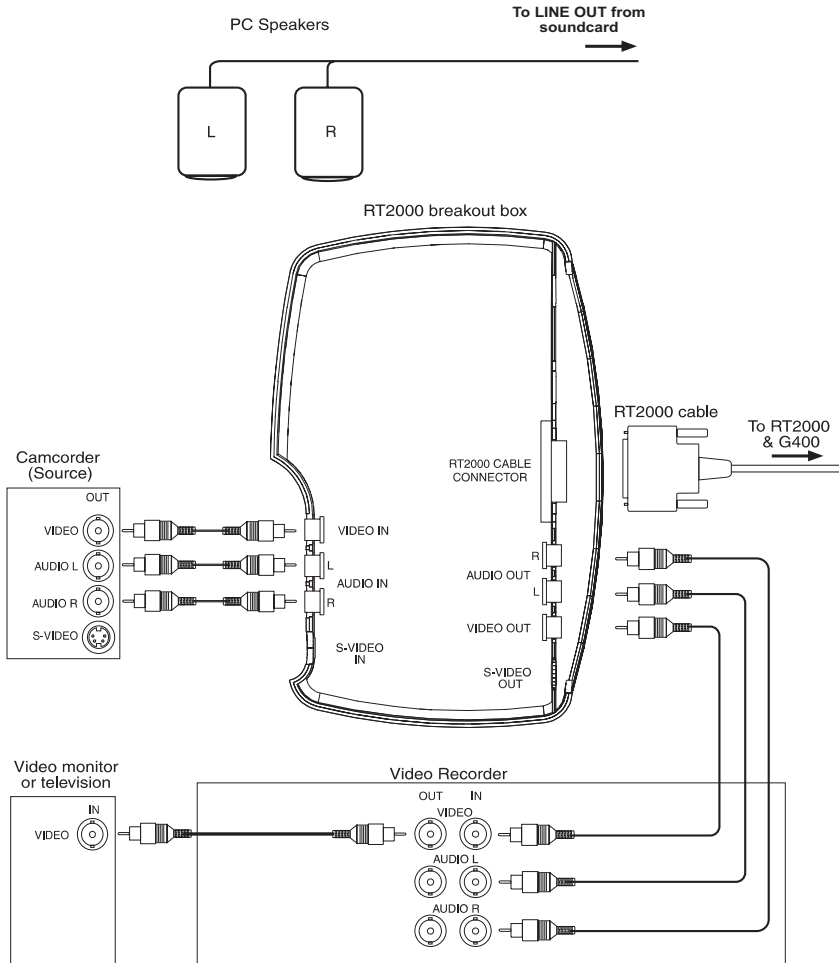 PC Speakers
To LINE OUT from
soundcard
L
R
RT2000 breakout box
RT2000 cable
To RT2000
& G400
RT2000 CABLE
CONNECTOR
Camcorder
(Source)
OUT
VIDEO
AUDIO L
AUDIO R
S-VIDEO
VIDEO IN
L
AUDIO IN
R
S-VIDEO
IN
R
AUDIO OUT
L
VIDEO OUT
S-VIDEO
OUT
Video monitor
or television
IN
VIDEO
Video Recorder
OUT IN
VIDEO
AUDIO L
AUDIO R